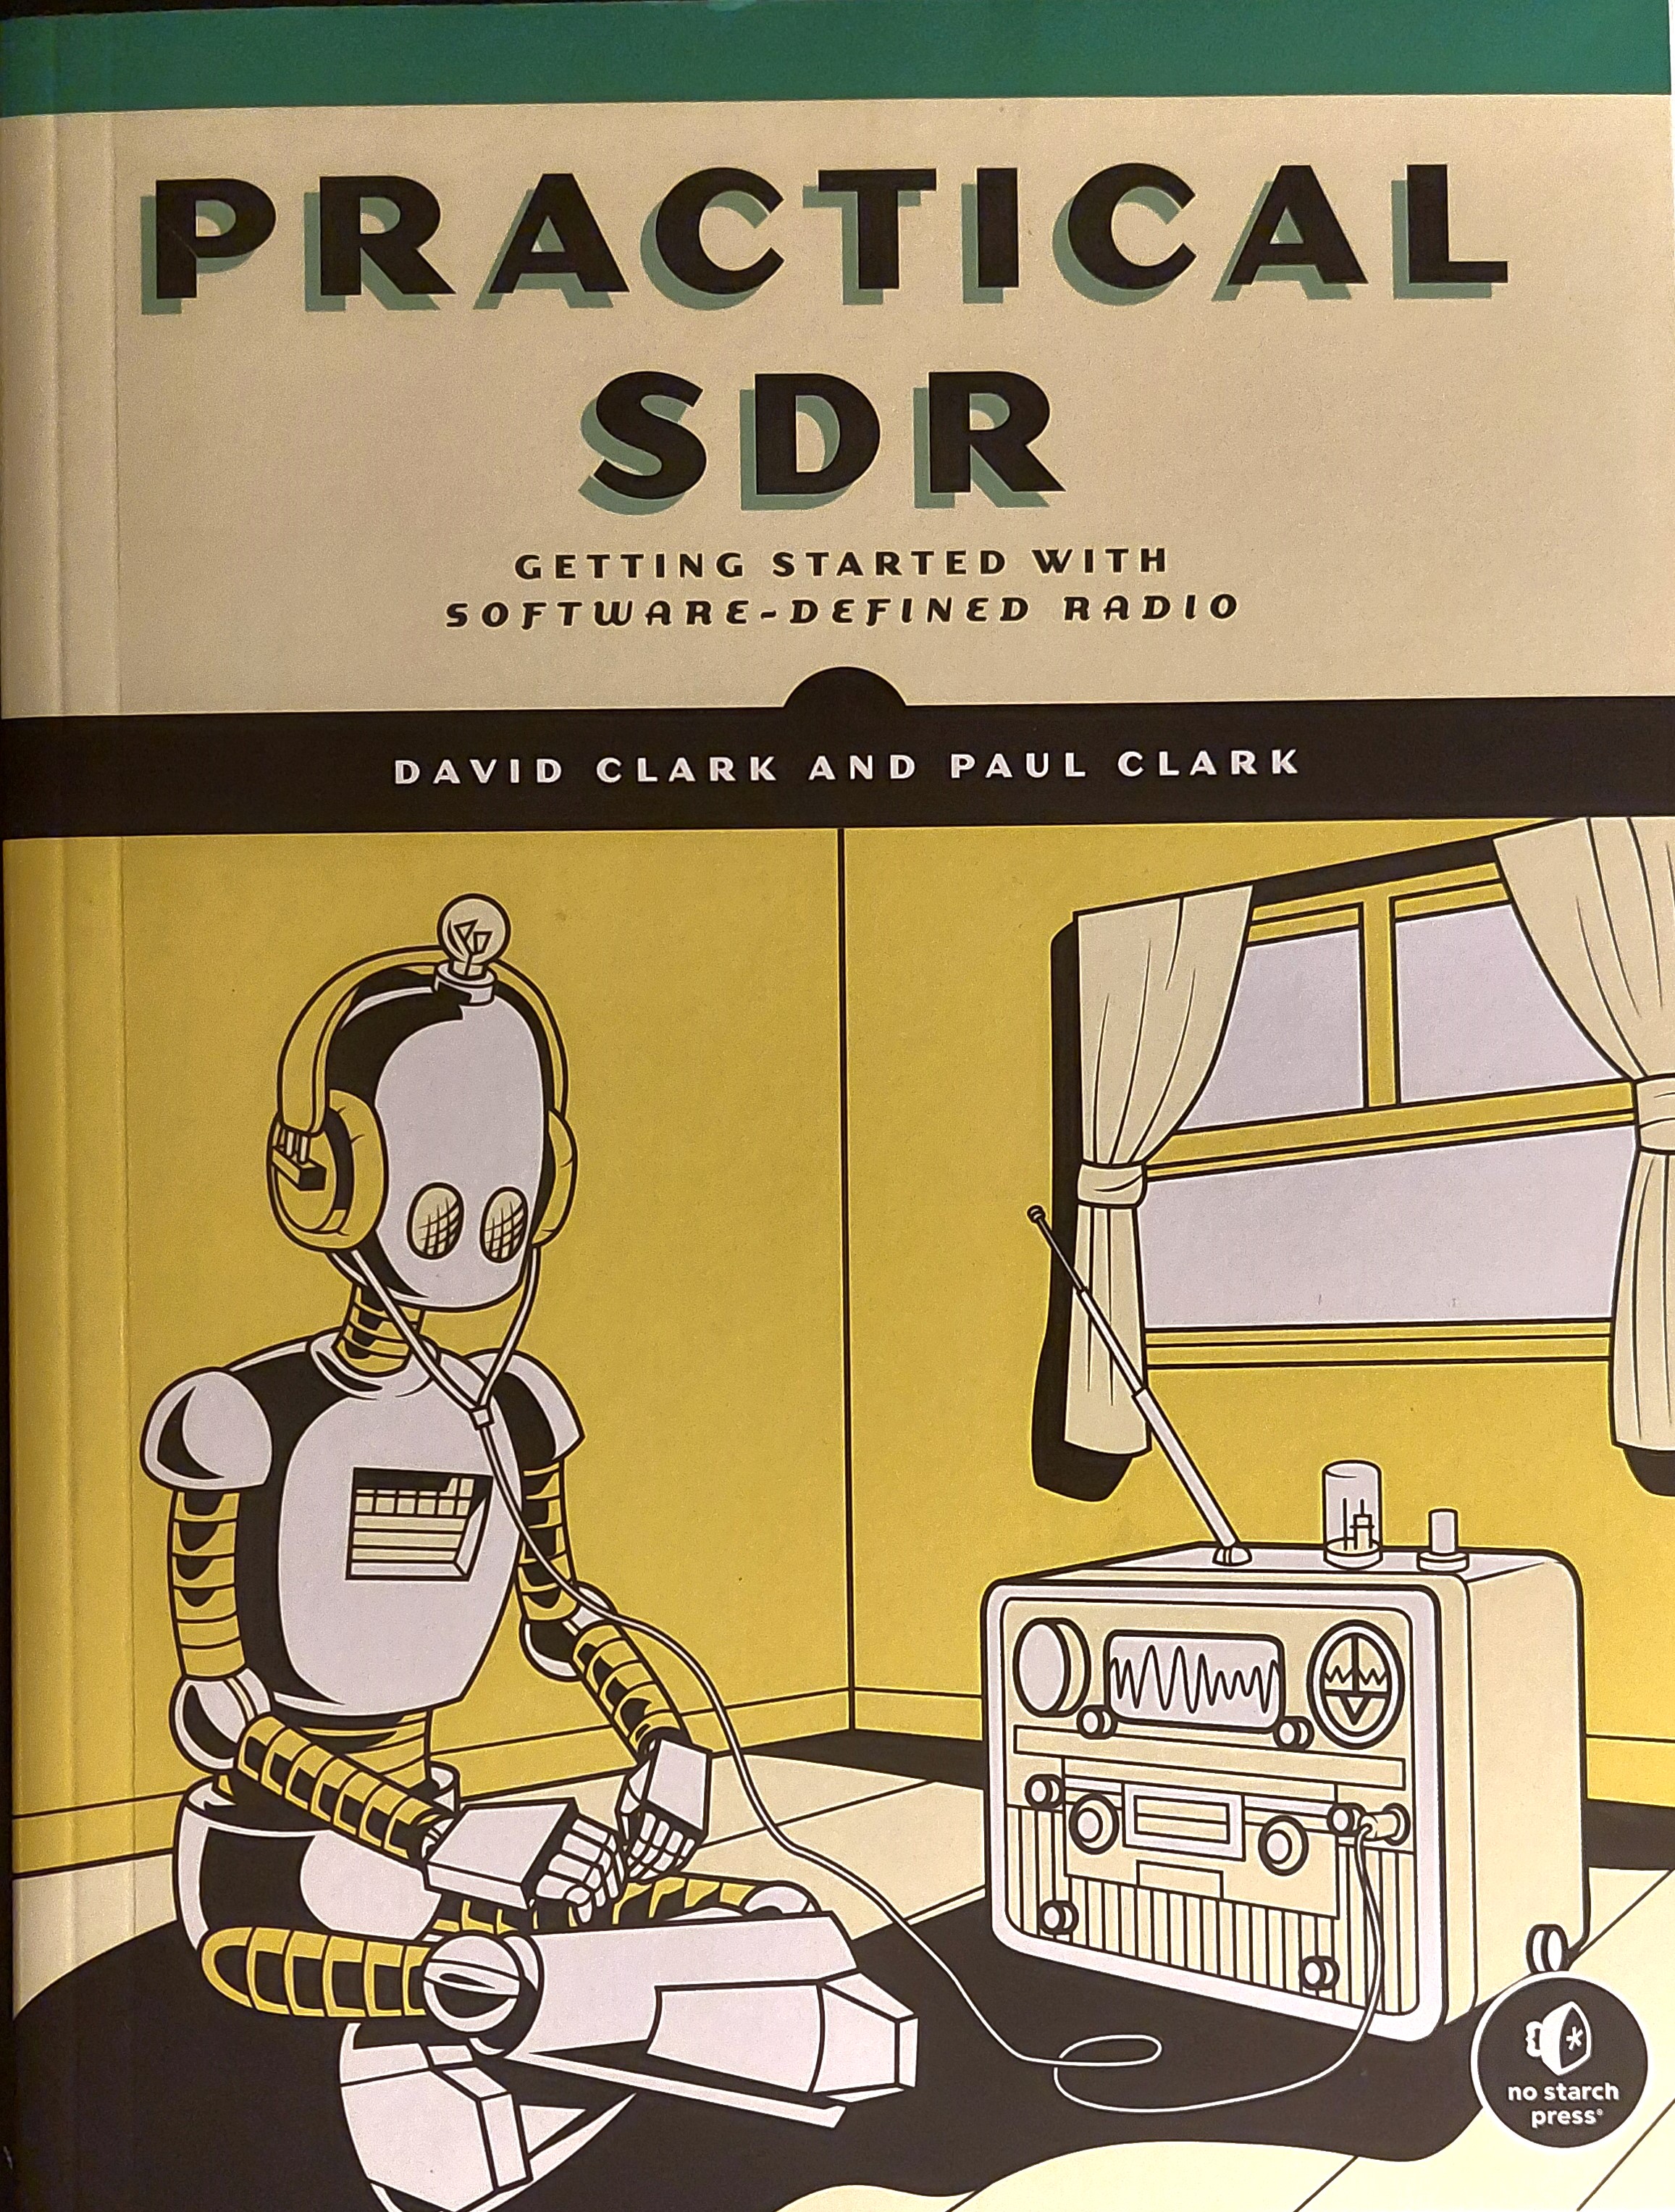 PRACTICAL
SDR
GETTING STARTED WITH
SOFTWARE-DEFINED RADIO
DAVID CLARK AND PAUL CLARK
no starch
press®